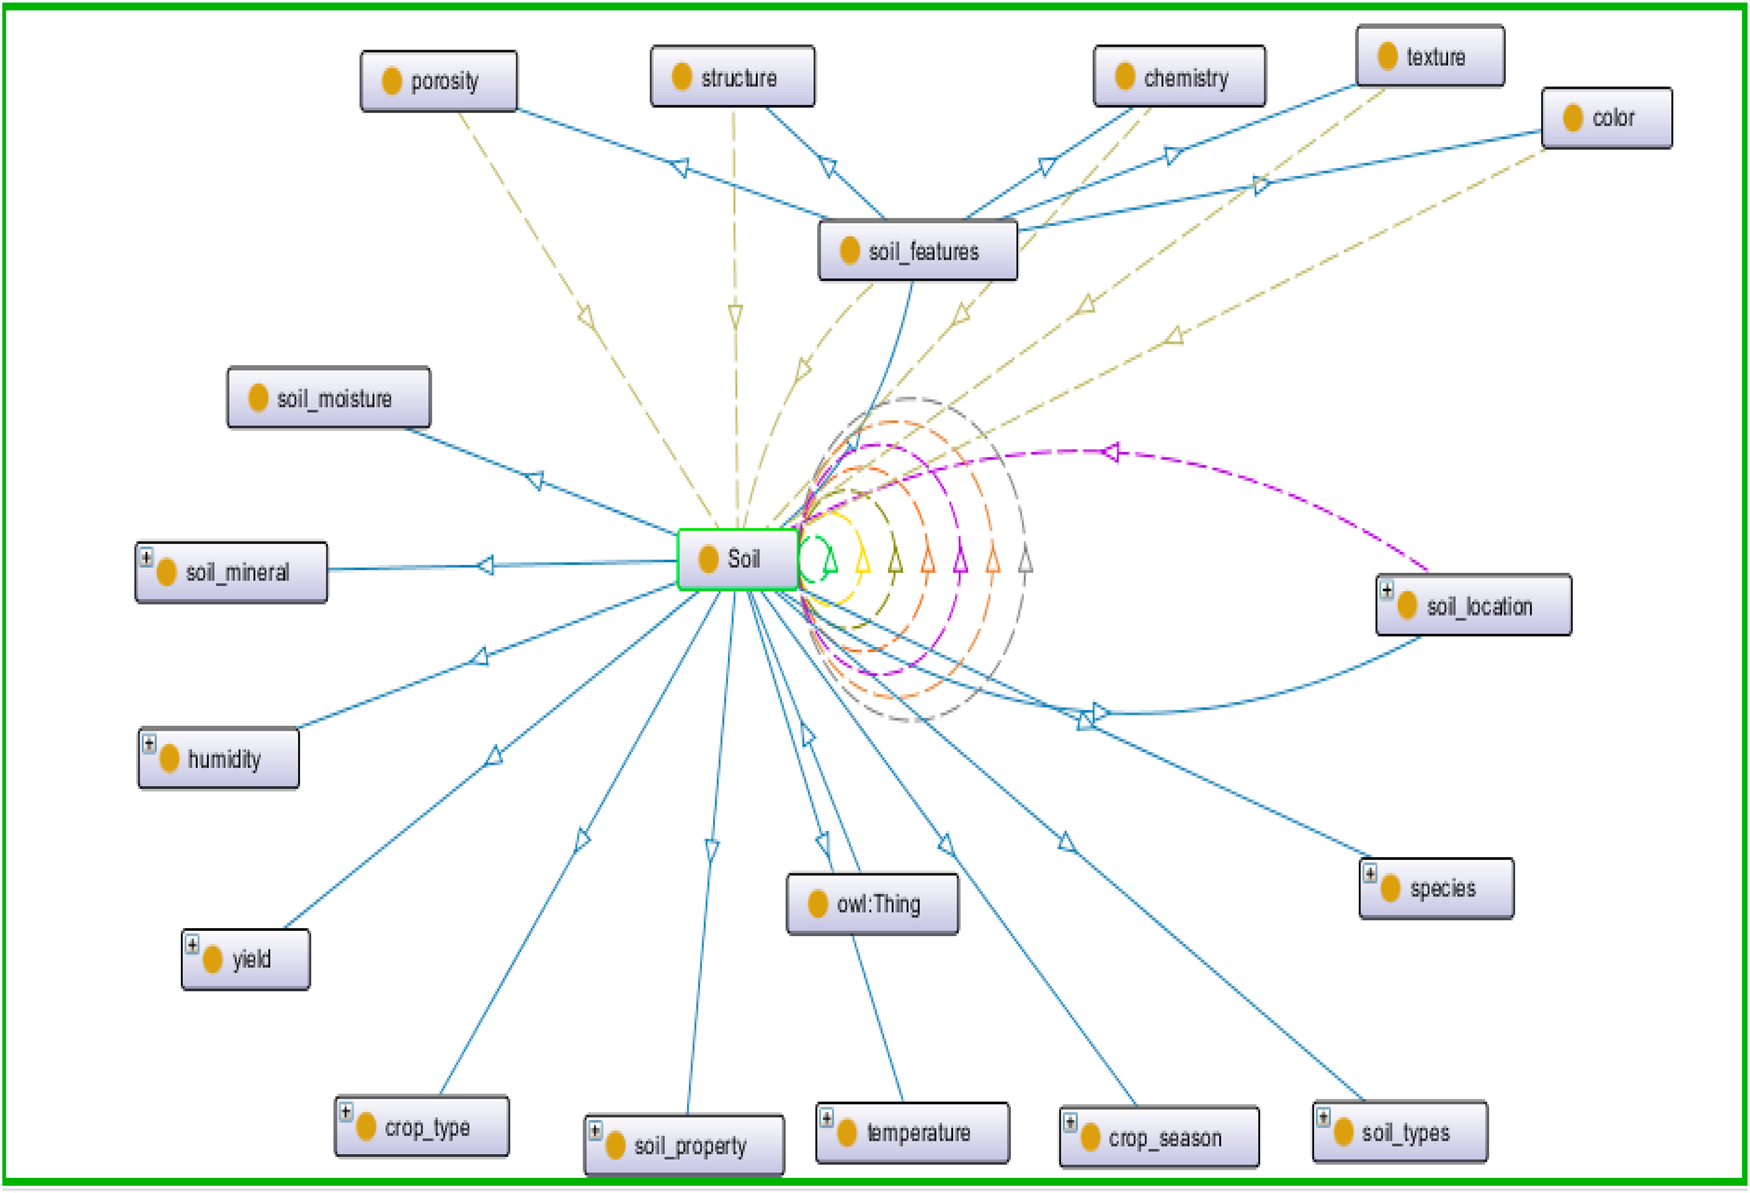 porosity
structure
chemistry
texture
color
soil_features
soil_moisture
Soil
soil_mineral
soil_location
humidity
species
owl:Thing
yield
crop_type
soil_property
temperature
crop_season
soil_types